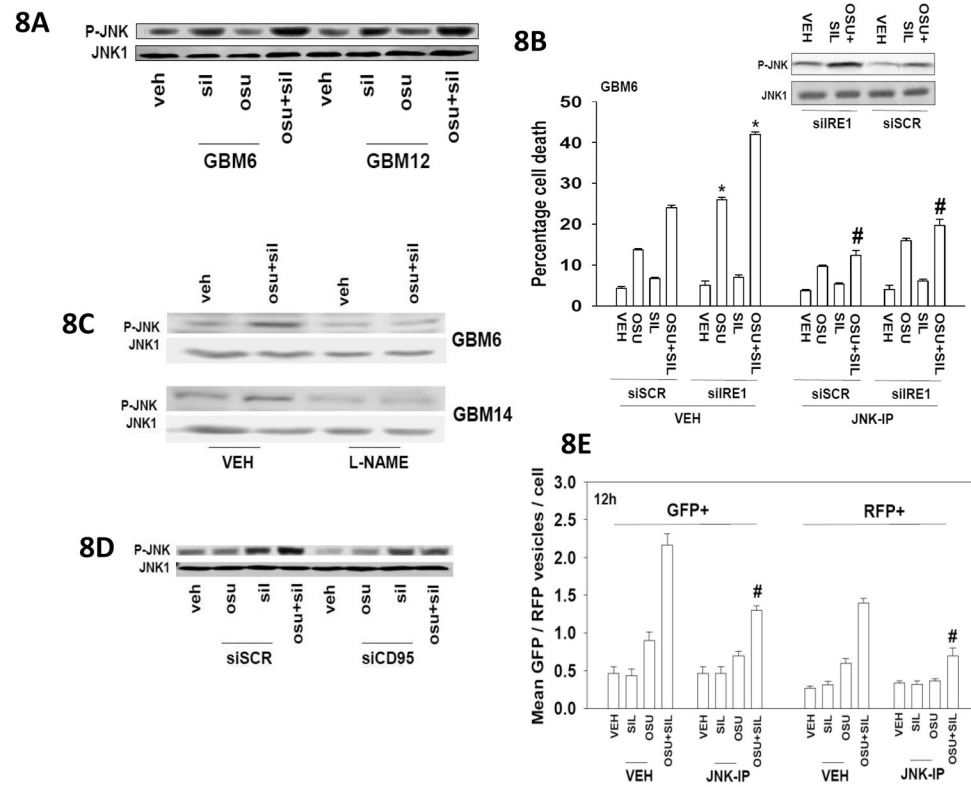 8A
P-JNK
JNK1
veh sil osu osu+sil veh sil osu osu+sil
GBM6 GBM12
8B
VEH SIL OSU+ VEH SIL OSU+
P-JNK
JNK1
siIRE1 siSCR
GBM6
Percentage cell death
50
40
30
20
10
0
* * # #
VEH OSU SIL OSU+SIL VEH OSU SIL OSU+SIL VEH OSU SIL OSU+SIL VEH OSU SIL OSU+SIL
siSCR siIRE1 siSCR siIRE1
VEH JNK-IP
8C
veh osu+sil veh osu+sil
P-JNK
JNK1
GBM6
P-JNK
JNK1
GBM14
VEH L-NAME
8D
P-JNK
JNK1
veh osu sil osu+sil veh osu sil osu+sil
siSCR siCD95
8E
Mean GFP / RFP vesicles / cell
3.0
2.5
2.0
1.5
1.0
0.5
0.0
12h
GFP+ RFP+
# #
VEH SIL OSU OSU+SIL VEH SIL OSU OSU+SIL VEH SIL OSU OSU+SIL VEH SIL OSU OSU+SIL
VEH JNK-IP VEH JNK-IP